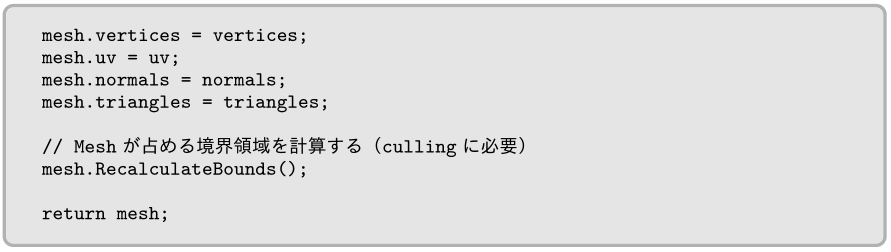 mesh.vertices = vertices;
mesh.uv = uv;
mesh.normals = normals;
mesh.triangles = triangles;
// Mesh が占める境界領域を計算する（culling に必要）
mesh.RecalculateBounds();
return mesh;